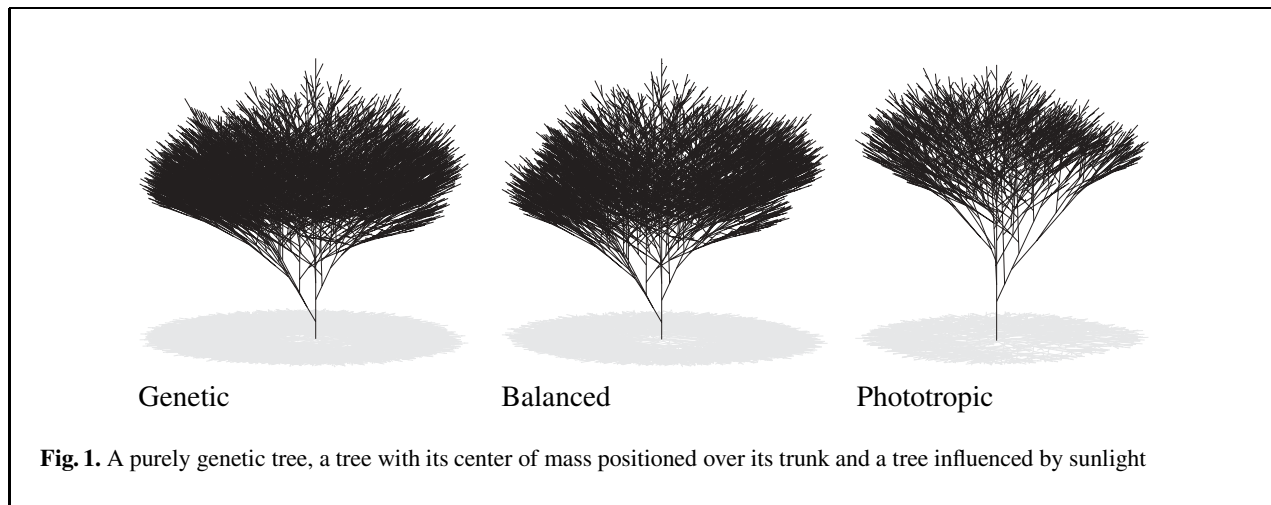 Genetic Balanced Phototropic
Fig. 1. A purely genetic tree, a tree with its center of mass positioned over its trunk and a tree influenced by sunlight